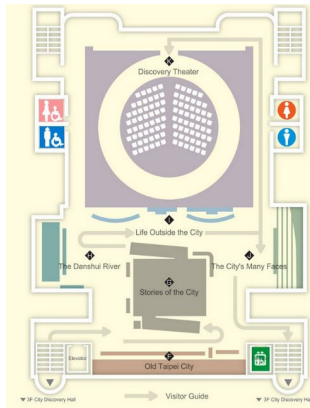 K
Discovery Theater
I
Life Outside the City
H
The Danshui River
J
The City's Many Faces
G
Stories of the City
Elevator
F
Old Taipei City
▼ 3F City Discovery Hall
Visitor Guide
▼ 3F City Discovery Hall